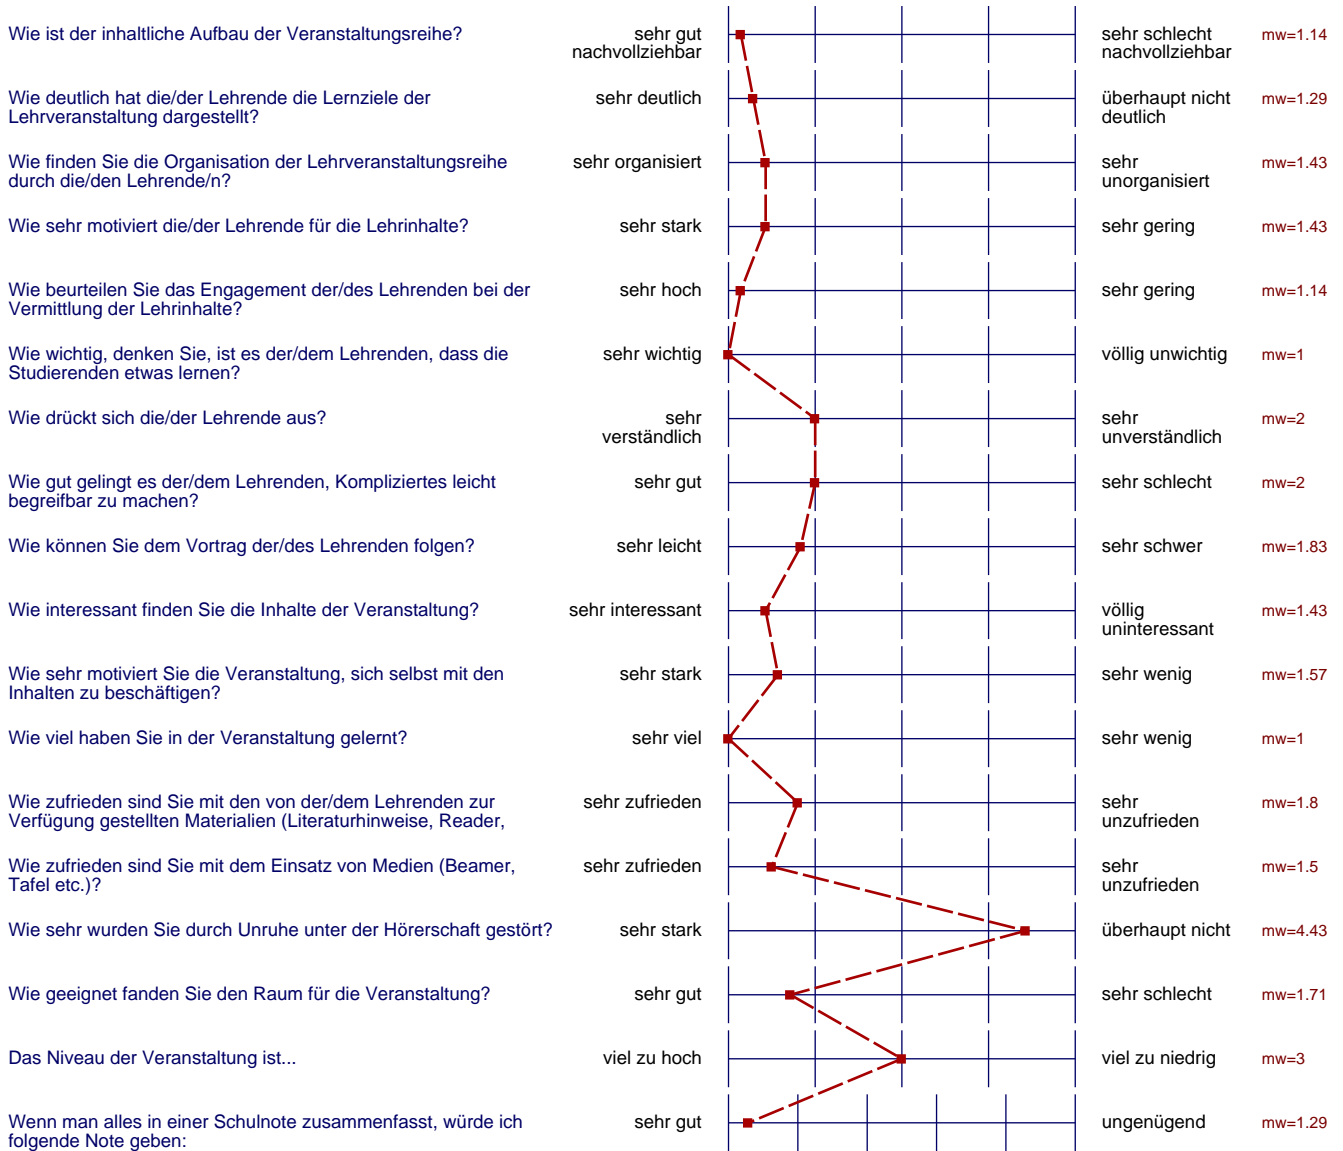 Wie ist der inhaltliche Aufbau der Veranstaltungsreihe?
sehr gut
nachvollziehbar
sehr schlecht
nachvollziehbar
mw=1.14
Wie deutlich hat die/der Lehrende die Lernziele der
Lehrveranstaltung dargestellt?
sehr deutlich
überhaupt nicht
deutlich
mw=1.29
Wie finden Sie die Organisation der Lehrveranstaltungsreihe
durch die/den Lehrende/n?
sehr organisiert
sehr
unorganisiert
mw=1.43
Wie sehr motiviert die/der Lehrende für die Lehrinhalte?
sehr stark
sehr gering
mw=1.43
Wie beurteilen Sie das Engagement der/des Lehrenden bei der
Vermittlung der Lehrinhalte?
sehr hoch
sehr gering
mw=1.14
Wie wichtig, denken Sie, ist es der/dem Lehrenden, dass die
Studierenden etwas lernen?
sehr wichtig
völlig unwichtig
mw=1
Wie drückt sich die/der Lehrende aus?
sehr
verständlich
sehr
unverständlich
mw=2
Wie gut gelingt es der/dem Lehrenden, Kompliziertes leicht
begreifbar zu machen?
sehr gut
sehr schlecht
mw=2
Wie können Sie dem Vortrag der/des Lehrenden folgen?
sehr leicht
sehr schwer
mw=1.83
Wie interessant finden Sie die Inhalte der Veranstaltung?
sehr interessant
völlig
uninteressant
mw=1.43
Wie sehr motiviert Sie die Veranstaltung, sich selbst mit den
Inhalten zu beschäftigen?
sehr stark
sehr wenig
mw=1.57
Wie viel haben Sie in der Veranstaltung gelernt?
sehr viel
sehr wenig
mw=1
Wie zufrieden sind Sie mit den von der/dem Lehrenden zur
Verfügung gestellten Materialien (Literaturhinweise, Reader,
sehr zufrieden
sehr
unzufrieden
mw=1.8
Wie zufrieden sind Sie mit dem Einsatz von Medien (Beamer,
Tafel etc.)?
sehr zufrieden
sehr
unzufrieden
mw=1.5
Wie sehr wurden Sie durch Unruhe unter der Hörerschaft gestört?
sehr stark
überhaupt nicht
mw=4.43
Wie geeignet fanden Sie den Raum für die Veranstaltung?
sehr gut
sehr schlecht
mw=1.71
Das Niveau der Veranstaltung ist...
viel zu hoch
viel zu niedrig
mw=3
Wenn man alles in einer Schulnote zusammenfasst, würde ich
folgende Note geben:
sehr gut
ungenügend
mw=1.29